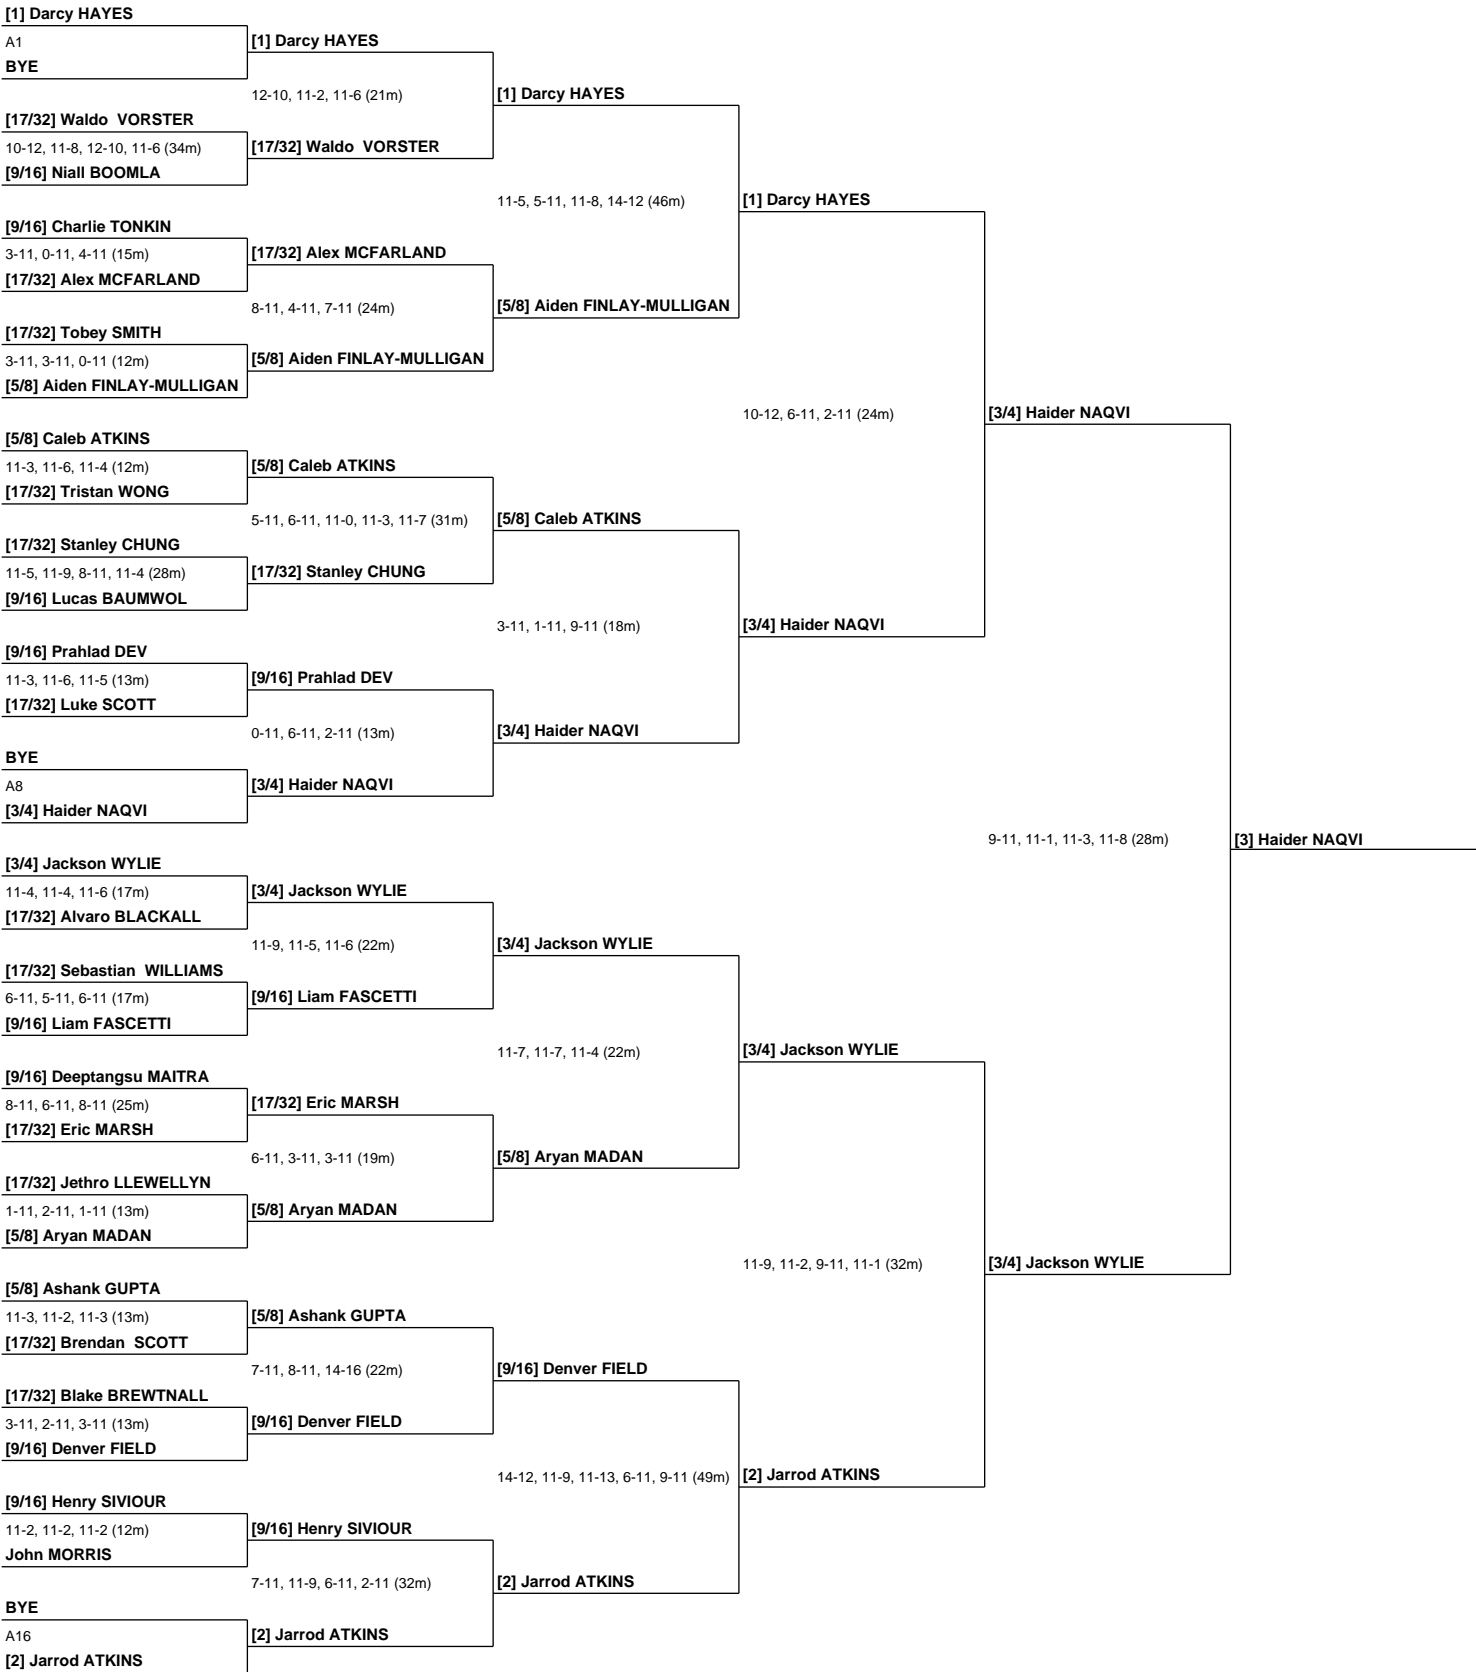 [1] Darcy HAYES
A1
BYE
[17/32] Waldo  VORSTER
10-12, 11-8, 12-10, 11-6 (34m)
[9/16] Niall BOOMLA
[9/16] Charlie TONKIN
3-11, 0-11, 4-11 (15m)
[17/32] Alex MCFARLAND
[17/32] Tobey SMITH
3-11, 3-11, 0-11 (12m)
[5/8] Aiden FINLAY-MULLIGAN
[5/8] Caleb ATKINS
11-3, 11-6, 11-4 (12m)
[17/32] Tristan WONG
[17/32] Stanley CHUNG
11-5, 11-9, 8-11, 11-4 (28m)
[9/16] Lucas BAUMWOL
[9/16] Prahlad DEV
11-3, 11-6, 11-5 (13m)
[17/32] Luke SCOTT
BYE
A8
[3/4] Haider NAQVI
[3/4] Jackson WYLIE
11-4, 11-4, 11-6 (17m)
[17/32] Alvaro BLACKALL
[17/32] Sebastian  WILLIAMS
6-11, 5-11, 6-11 (17m)
[9/16] Liam FASCETTI
[9/16] Deeptangsu MAITRA
8-11, 6-11, 8-11 (25m)
[17/32] Eric MARSH
[17/32] Jethro LLEWELLYN
1-11, 2-11, 1-11 (13m)
[5/8] Aryan MADAN
[5/8] Ashank GUPTA
11-3, 11-2, 11-3 (13m)
[17/32] Brendan  SCOTT
[17/32] Blake BREWTNALL
3-11, 2-11, 3-11 (13m)
[9/16] Denver FIELD
[9/16] Henry SIVIOUR
11-2, 11-2, 11-2 (12m)
John MORRIS
BYE
A16
[2] Jarrod ATKINS
[1] Darcy HAYES
12-10, 11-2, 11-6 (21m)
[17/32] Waldo  VORSTER
[17/32] Alex MCFARLAND
8-11, 4-11, 7-11 (24m)
[5/8] Aiden FINLAY-MULLIGAN
[5/8] Caleb ATKINS
5-11, 6-11, 11-0, 11-3, 11-7 (31m)
[17/32] Stanley CHUNG
[9/16] Prahlad DEV
0-11, 6-11, 2-11 (13m)
[3/4] Haider NAQVI
[3/4] Jackson WYLIE
11-9, 11-5, 11-6 (22m)
[9/16] Liam FASCETTI
[17/32] Eric MARSH
6-11, 3-11, 3-11 (19m)
[5/8] Aryan MADAN
[5/8] Ashank GUPTA
7-11, 8-11, 14-16 (22m)
[9/16] Denver FIELD
[9/16] Henry SIVIOUR
7-11, 11-9, 6-11, 2-11 (32m)
[2] Jarrod ATKINS
[1] Darcy HAYES
11-5, 5-11, 11-8, 14-12 (46m)
[5/8] Aiden FINLAY-MULLIGAN
[5/8] Caleb ATKINS
3-11, 1-11, 9-11 (18m)
[3/4] Haider NAQVI
[3/4] Jackson WYLIE
11-7, 11-7, 11-4 (22m)
[5/8] Aryan MADAN
[9/16] Denver FIELD
14-12, 11-9, 11-13, 6-11, 9-11 (49m)
[2] Jarrod ATKINS
[1] Darcy HAYES
10-12, 6-11, 2-11 (24m)
[3/4] Haider NAQVI
[3/4] Jackson WYLIE
11-9, 11-2, 9-11, 11-1 (32m)
[2] Jarrod ATKINS
[3/4] Haider NAQVI
9-11, 11-1, 11-3, 11-8 (28m)
[3/4] Jackson WYLIE
[3] Haider NAQVI